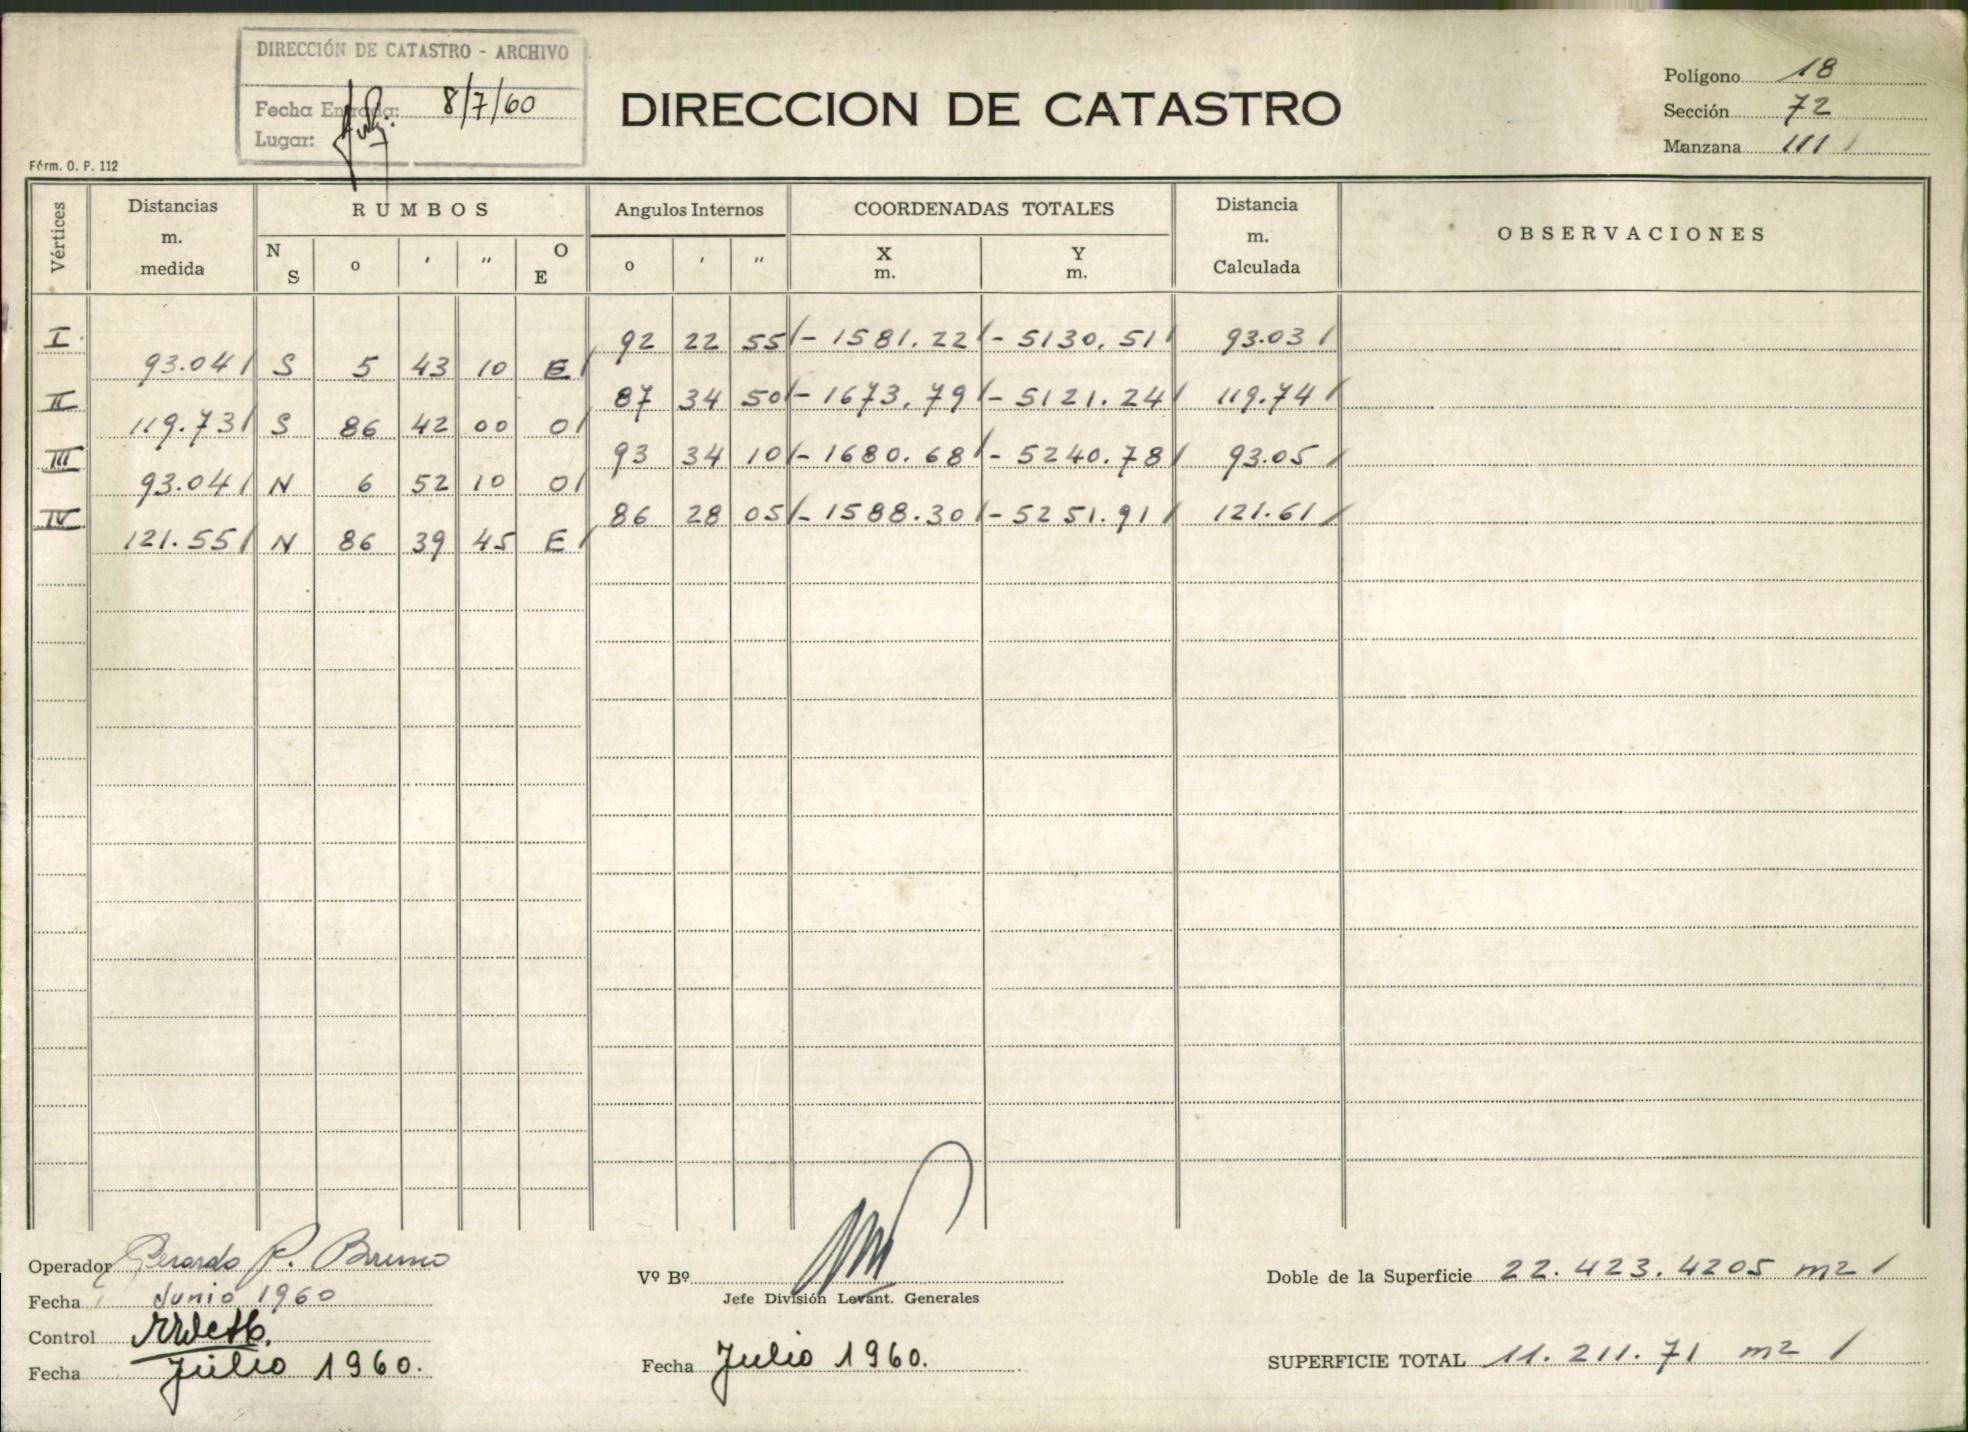 DIRECCIÓN DE CATASTRO - ARCHIVO
Fecha Entrada: 8/7/60
Lugar:
DIRECCION DE CATASTRO
Polígono 18
Sección 72
Manzana 111
Fórm. O. P. 112
Vértices
Distancias m. medida
RUMBOS
Angulos Internos
COORDENADAS TOTALES
Distancia m. Calculada
OBSERVACIONES
N S o ' " O E
o ' "
X m. Y m.
I 92 22 55 - 1581.22 - 5130.51 93.03
93.04 S 5 43 10 E
II 87 34 50 - 1673.79 - 5121.24 119.74
119.73 S 86 42 00 O
III 93 34 10 - 1680.68 - 5240.78 93.05
93.04 N 6 52 10 O
IV 86 28 05 - 1588.30 - 5251.91 121.61
121.55 N 86 39 45 E
Operador Gerardo P. Bruno
Fecha Junio 1960
Control
Fecha Julio 1960.
Vº Bº
Jefe División Levant. Generales
Fecha Julio 1960.
Doble de la Superficie 22.423.4205 m2
SUPERFICIE TOTAL 11.211.71 m2